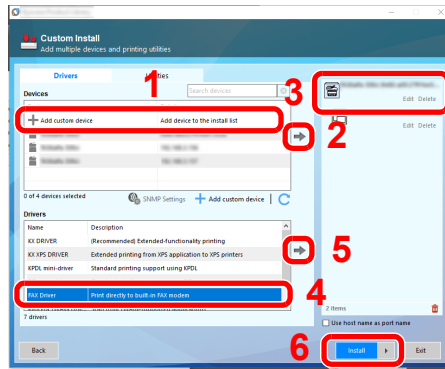 Custom Install
Add multiple devices and printing utilities
Drivers
1
Devices
Search devices
3
Add custom device
Add device to the install list
2
Edit Delete
Edit Delete
0 of 4 devices selected
SNMP Settings
Add custom device
Drivers
Name
Description
KX DRIVER
(Recommended) Extended-functionality printing
KX XPS DRIVER
Extended printing from XPS application to XPS printers
5
KPDL mini-driver
Standard printing support using KPDL
FAX Driver
Print directly to built-in FAX modem
4
7 drivers
2 items
Use host name as port name
6
Back
Install
Exit